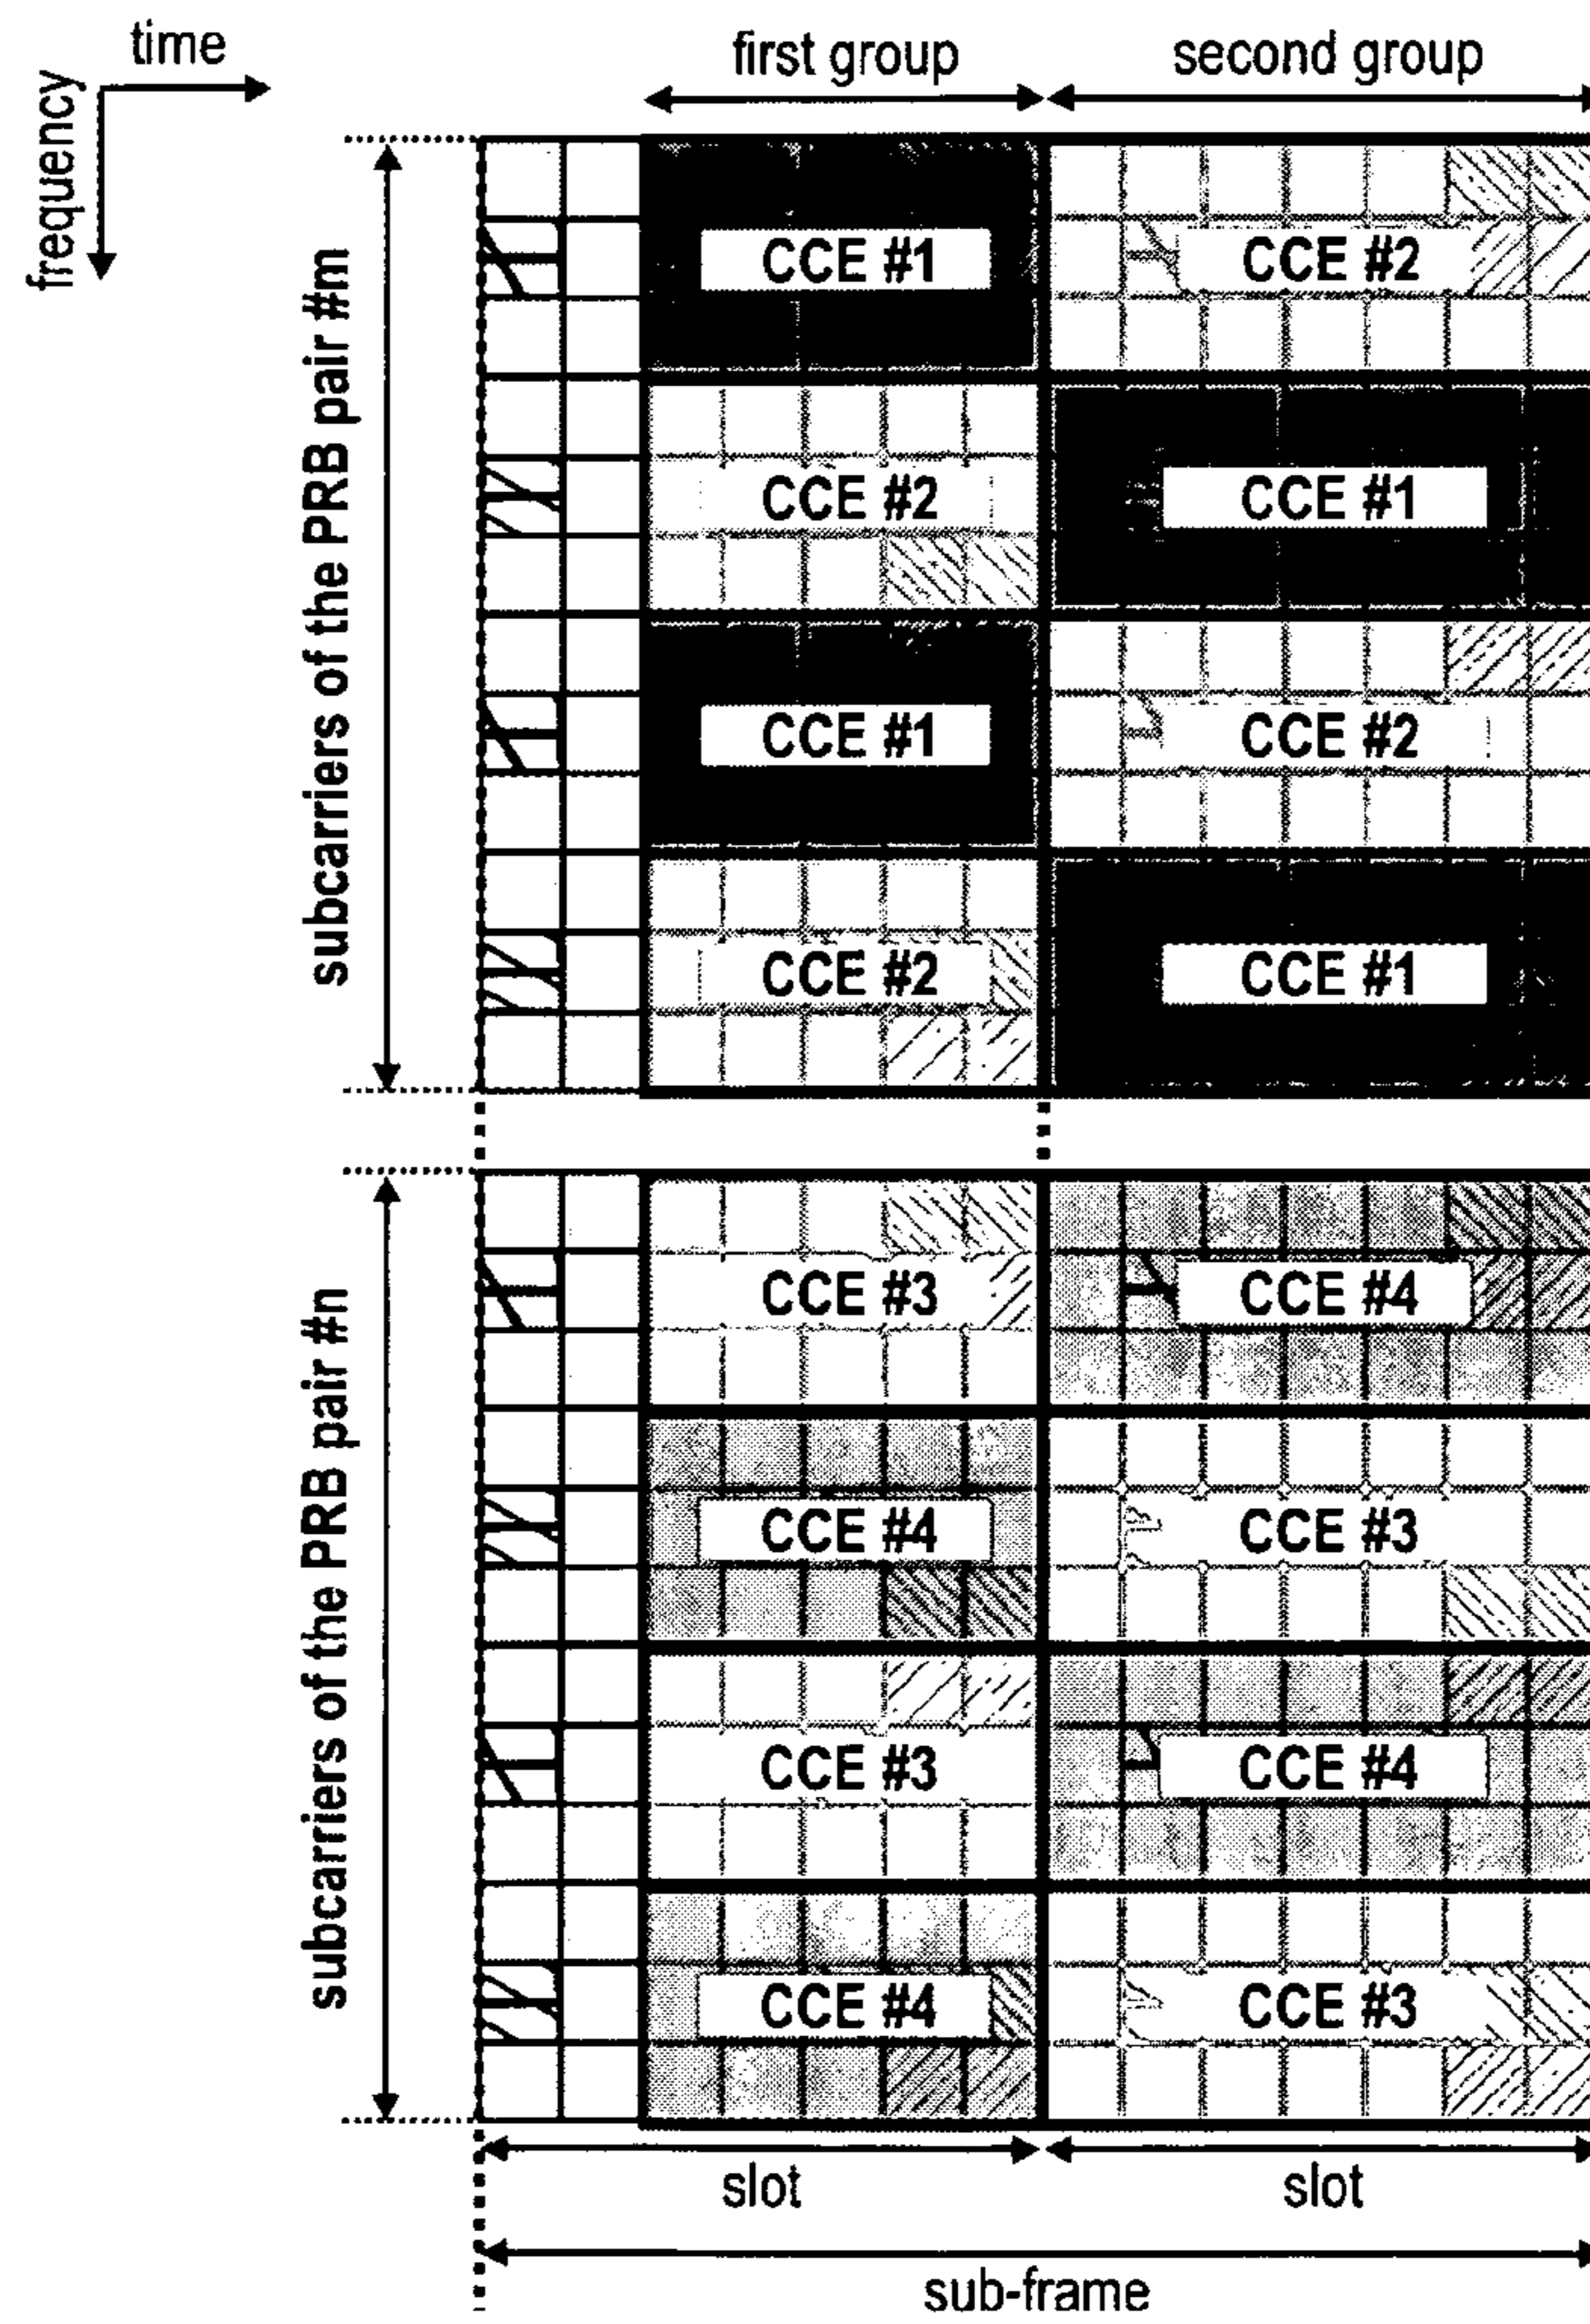 time
frequency
first group
second group
subcarriers of the PRB pair #m
CCE #1
CCE #2
CCE #2
CCE #1
CCE #1
CCE #2
CCE #2
CCE #1
subcarriers of the PRB pair #n
CCE #3
CCE #4
CCE #4
CCE #3
CCE #3
CCE #4
CCE #4
CCE #3
slot
slot
sub-frame